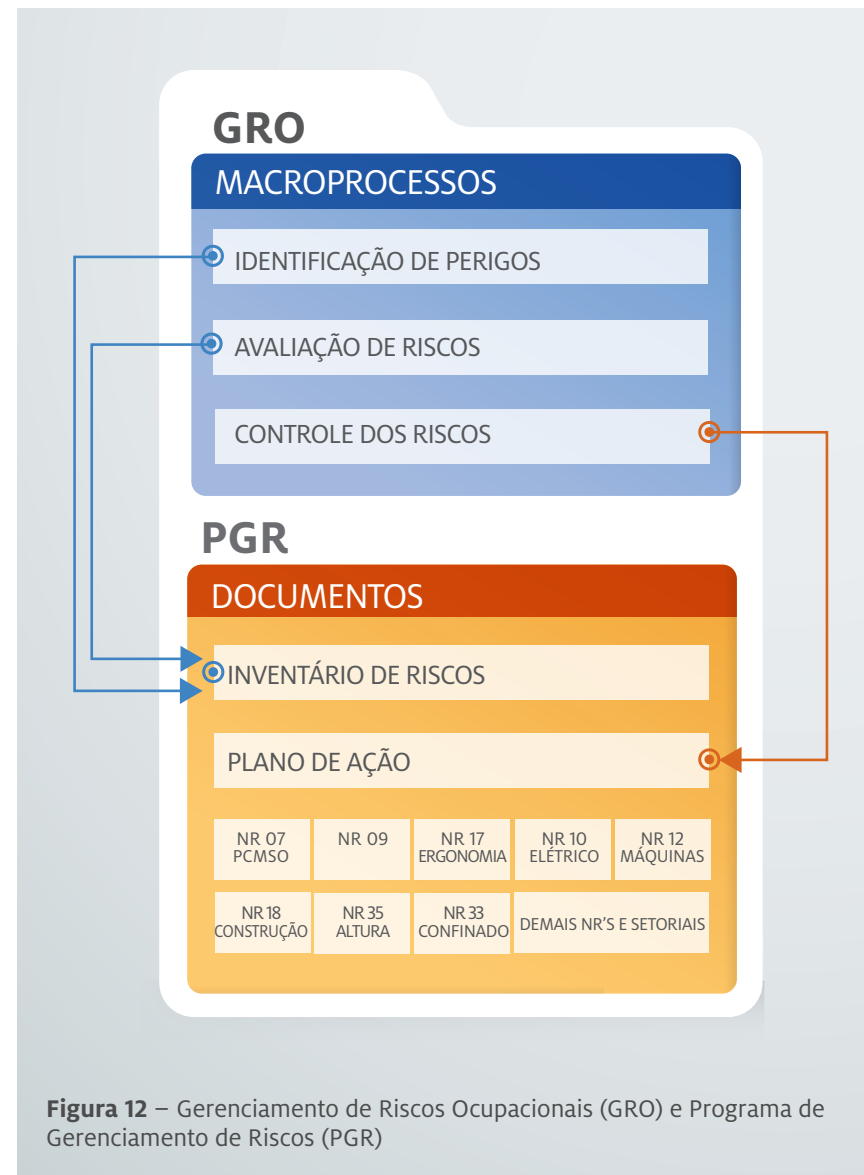 GRO
MACROPROCESSOS
IDENTIFICAÇÃO DE PERIGOS
AVALIAÇÃO DE RISCOS
CONTROLE DOS RISCOS
PGR
DOCUMENTOS
INVENTÁRIO DE RISCOS
PLANO DE AÇÃO
NR 07
PCMSO
NR 09
NR 17
ERGONOMIA
NR 10
ELÉTRICO
NR 12
MÁQUINAS
NR 18
CONSTRUÇÃO
NR 35
ALTURA
NR 33
CONFINADO
DEMAIS NR'S E SETORIAIS
Figura 12 – Gerenciamento de Riscos Ocupacionais (GRO) e Programa de
Gerenciamento de Riscos (PGR)